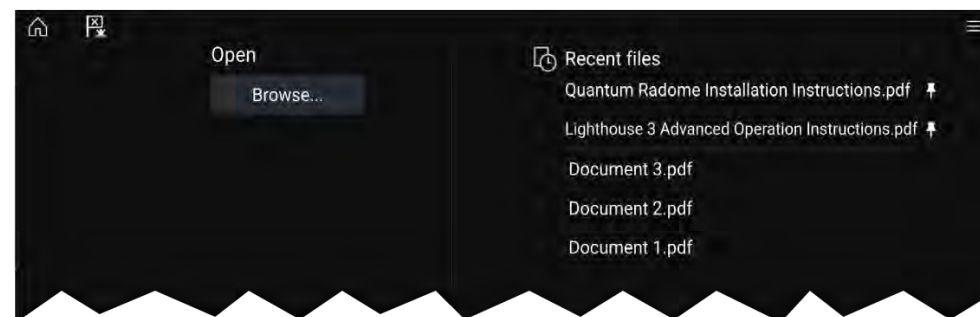 Open
Browse...
Recent files
Quantum Radome Installation Instructions.pdf
Lighthouse 3 Advanced Operation Instructions.pdf
Document 3.pdf
Document 2.pdf
Document 1.pdf